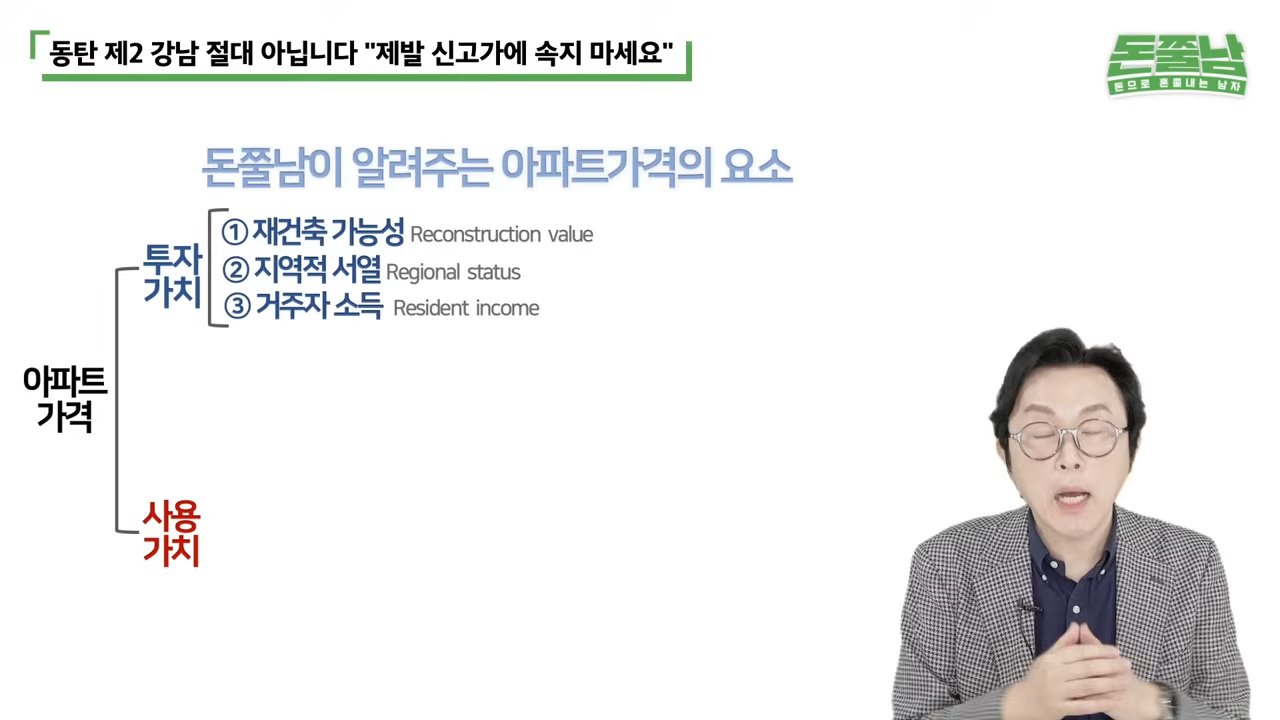 동탄 제2 강남 절대 아닙니다 "제발 신고가에 속지 마세요"
돈쭐남
돈으로 혼줄내는 남자
돈쭐남이 알려주는 아파트가격의 요소
아파트
가격
투자
가치
① 재건축 가능성 Reconstruction value
② 지역적 서열 Regional status
③ 거주자 소득 Resident income
사용
가치